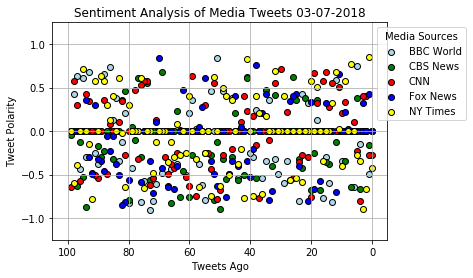 Sentiment Analysis of Media Tweets 03-07-2018
Media Sources
BBC World
CBS News
CNN
Fox News
NY Times
Tweet Polarity
1.0
0.5
0.0
−0.5
−1.0
100
80
60
40
20
0
Tweets Ago